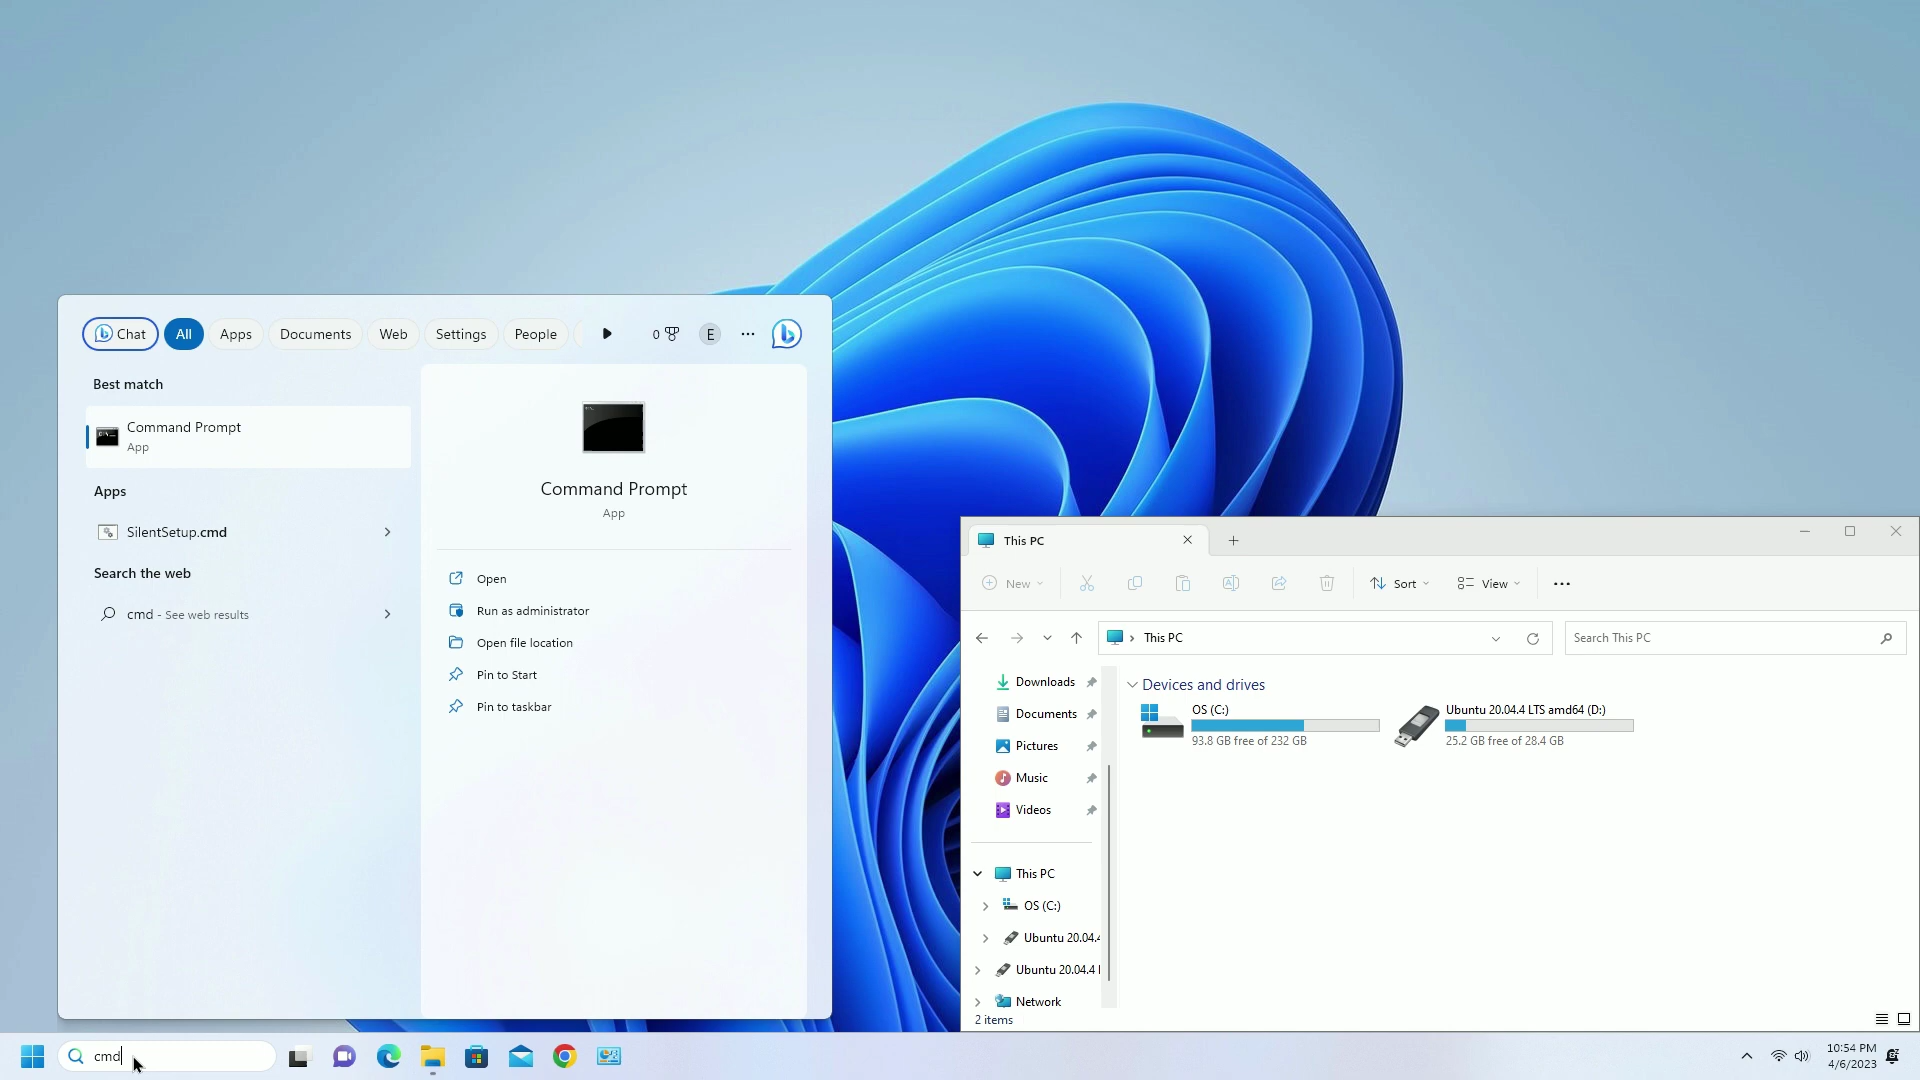 Chat
All
Apps
Documents
Web
Settings
People
0
E
Best match
Command Prompt
App
Apps
SilentSetup.cmd
Search the web
cmd - See web results
Command Prompt
App
Open
Run as administrator
Open file location
Pin to Start
Pin to taskbar
This PC
New
Sort
View
This PC
Search This PC
Downloads
Documents
Pictures
Music
Videos
This PC
OS (C:)
Ubuntu 20.04.4
Ubuntu 20.04.4 l
Network
2 items
Devices and drives
OS (C:)
93.8 GB free of 232 GB
Ubuntu 20.04.4 LTS amd64 (D:)
25.2 GB free of 28.4 GB
cmd
10:54 PM
4/6/2023